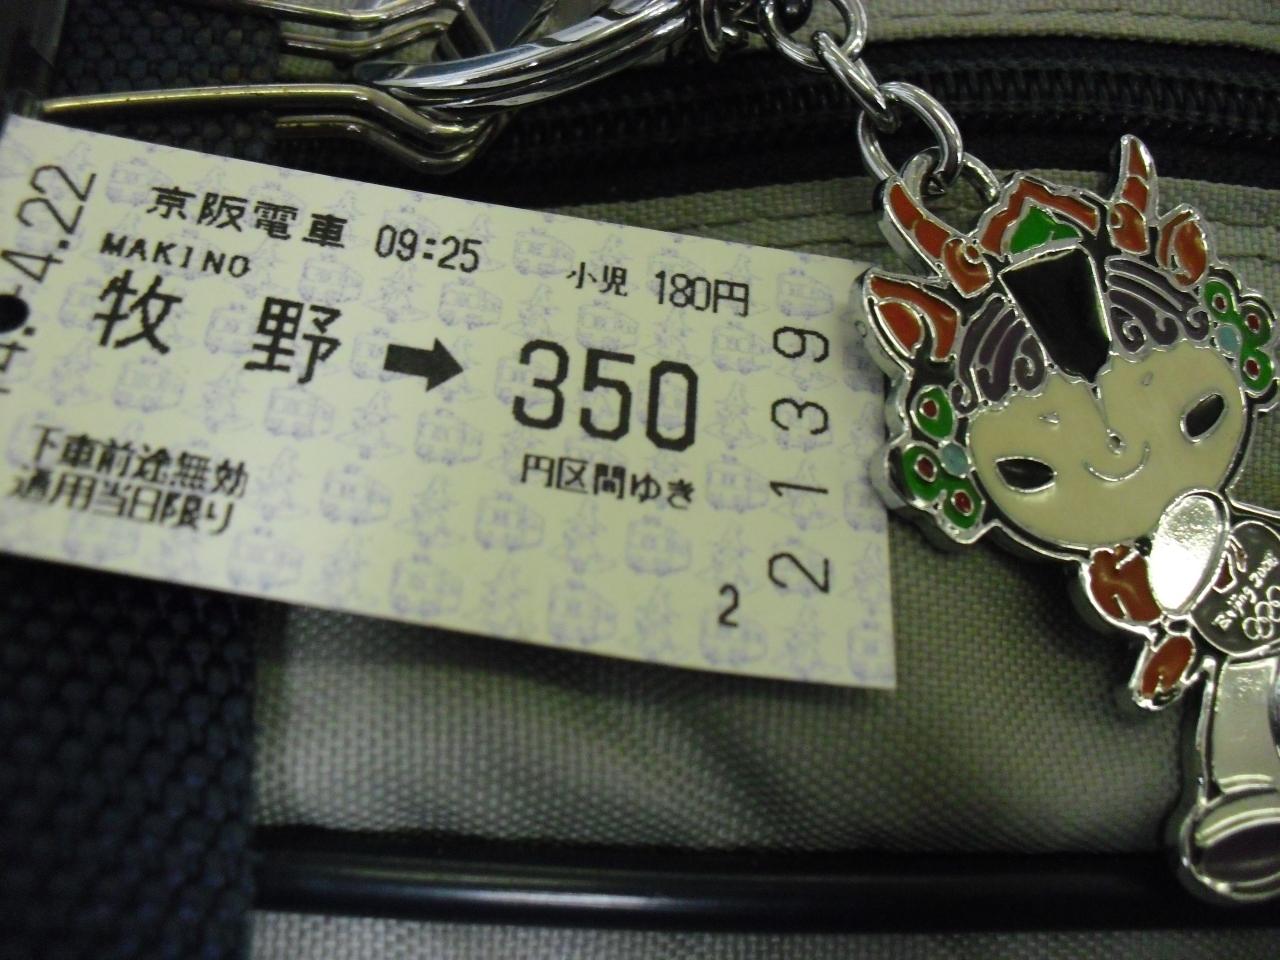 京阪電車 09:25
MAKINO
小児 180円
牧野➡350
円区間ゆき
下車前途無効
通用当日限り
2
2139
4.22
Beijing 2008